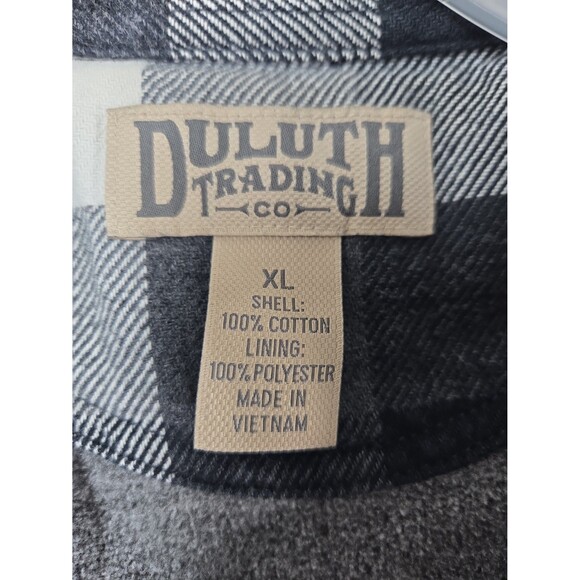 DULUTH
TRADING
CO
XL
SHELL:
100% COTTON
LINING:
100% POLYESTER
MADE IN
VIETNAM